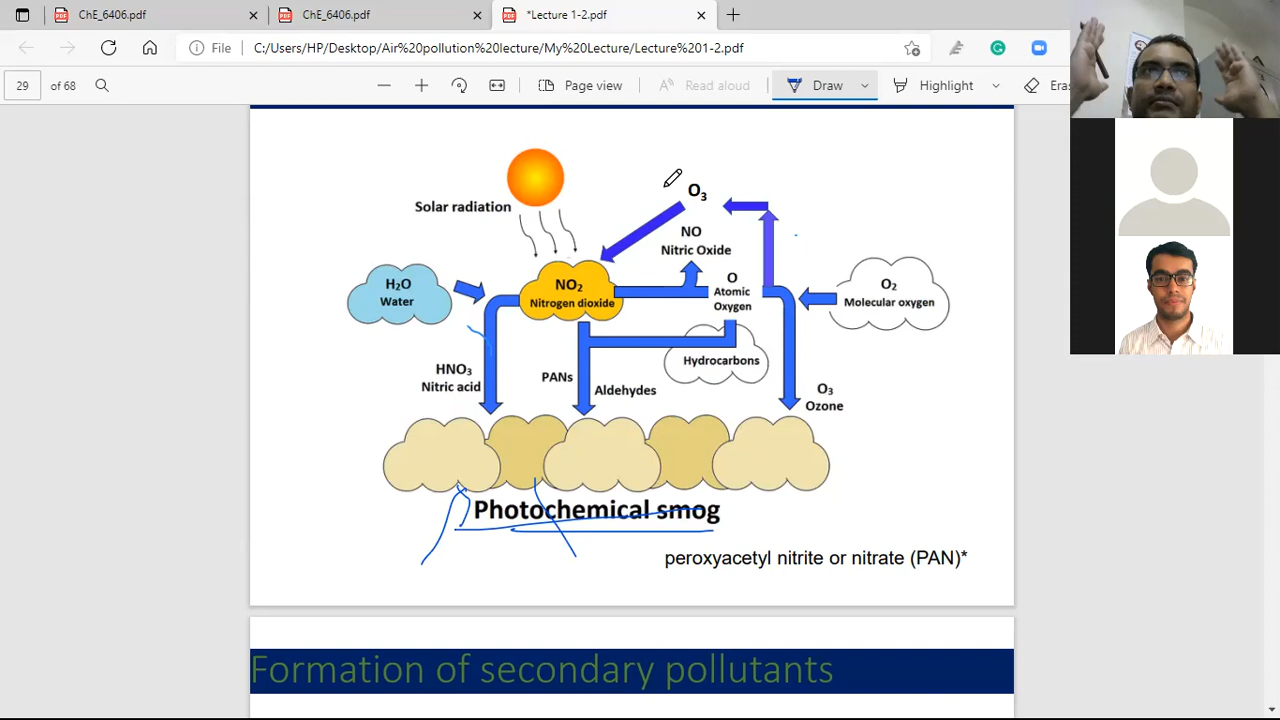 ChE_6406.pdf
ChE_6406.pdf
*Lecture 1-2.pdf
File
C:/Users/HP/Desktop/Air%20pollution%20lecture/My%20Lecture/Lecture%201-2.pdf
29 of 68
Page view
Read aloud
Draw
Highlight
Eras
Solar radiation
O3
NO
Nitric Oxide
H2O
Water
NO2
Nitrogen dioxide
O
Atomic
Oxygen
O2
Molecular oxygen
Hydrocarbons
HNO3
Nitric acid
PANs
Aldehydes
O3
Ozone
Photochemical smog
peroxyacetyl nitrite or nitrate (PAN)*
Formation of secondary pollutants